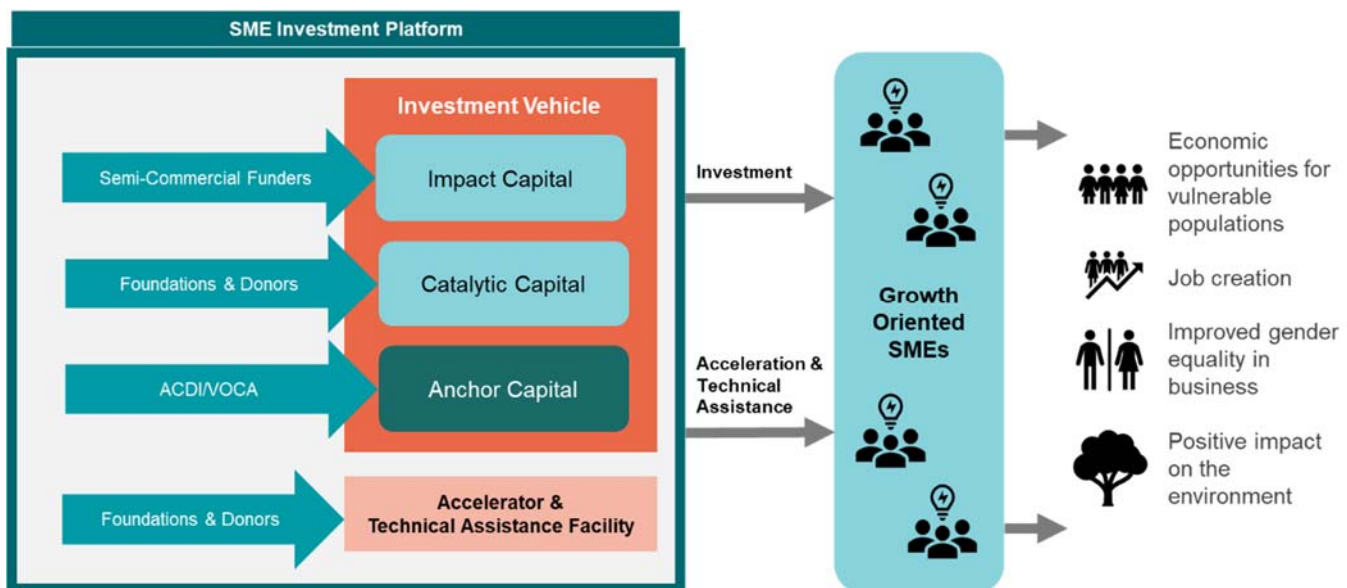 SME Investment Platform
Investment Vehicle
Semi-Commercial Funders
Impact Capital
Foundations & Donors
Catalytic Capital
ACDI/VOCA
Anchor Capital
Foundations & Donors
Accelerator &
Technical Assistance Facility
Investment
Acceleration &
Technical
Assistance
Growth
Oriented
SMEs
Economic
opportunities for
vulnerable
populations
Job creation
Improved gender
equality in
business
Positive impact
on the
environment